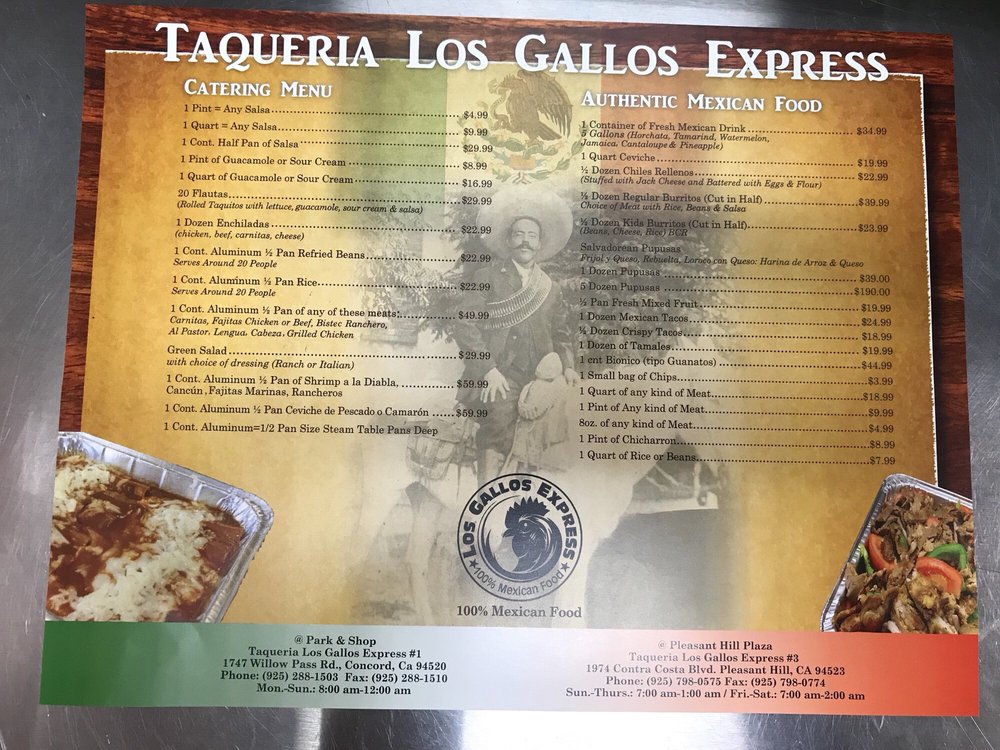 Taqueria Los Gallos Express
Catering Menu
1 Pint = Any Salsa $4.99
1 Quart = Any Salsa $9.99
1 Cont. Half Pan of Salsa $29.99
1 Pint of Guacamole or Sour Cream $8.99
1 Quart of Guacamole or Sour Cream $16.99
20 Flautas $29.99
(Rolled Taquitos with lettuce, guacamole, sour cream & salsa)
1 Dozen Enchiladas $22.99
(chicken, beef, carnitas, cheese)
1 Cont. Aluminum ½ Pan Refried Beans $22.99
Serves Around 20 People
1 Cont. Aluminum ½ Pan Rice $22.99
Serves Around 20 People
1 Cont. Aluminum ½ Pan of any of these meats: $49.99
Carnitas, Fajitas Chicken or Beef, Bistec Ranchero,
Al Pastor, Lengua, Cabeza, Grilled Chicken
Green Salad $29.99
with choice of dressing (Ranch or Italian)
1 Cont. Aluminum ½ Pan of Shrimp a la Diabla, $59.99
Cancún, Fajitas Marinas, Rancheros
1 Cont. Aluminum ½ Pan Ceviche de Pescado o Camarón $59.99
1 Cont. Aluminum=1/2 Pan Size Steam Table Pans Deep
Authentic Mexican Food
1 Container of Fresh Mexican Drink $34.99
5 Gallons (Horchata, Tamarind, Watermelon,
Jamaica, Cantaloupe & Pineapple)
1 Quart Ceviche $19.99
½ Dozen Chiles Rellenos $22.99
(Stuffed with Jack Cheese and Battered with Eggs & Flour)
½ Dozen Regular Burritos (Cut in Half) $39.99
Choice of Meat with Rice, Beans & Salsa
½ Dozen Kids Burritos (Cut in Half) $23.99
(Beans, Cheese, Rice) BCR
Salvadorean Pupusas
Frijol y Queso, Rebuelta, Loroco con Queso: Harina de Arroz & Queso
1 Dozen Pupusas $39.00
5 Dozen Pupusas $190.00
½ Pan Fresh Mixed Fruit $19.99
1 Dozen Mexican Tacos $24.99
½ Dozen Crispy Tacos $18.99
1 Dozen of Tamales $19.99
1 cnt Bionico (tipo Guanatos) $44.99
1 Small bag of Chips $3.99
1 Quart of any kind of Meat $18.99
1 Pint of Any kind of Meat $9.99
8oz. of any kind of Meat $4.99
1 Pint of Chicharron $8.99
1 Quart of Rice or Beans $7.99
Los Gallos Express
100% Mexican Food
100% Mexican Food
@ Park & Shop
Taqueria Los Gallos Express #1
1747 Willow Pass Rd., Concord, Ca 94520
Phone: (925) 288-1503 Fax: (925) 288-1510
Mon.-Sun.: 8:00 am-12:00 am
@ Pleasant Hill Plaza
Taqueria Los Gallos Express #3
1974 Contra Costa Blvd. Pleasant Hill, CA 94523
Phone: (925) 798-0575 Fax: (925) 798-0774
Sun.-Thurs.: 7:00 am-1:00 am / Fri.-Sat.: 7:00 am-2:00 am